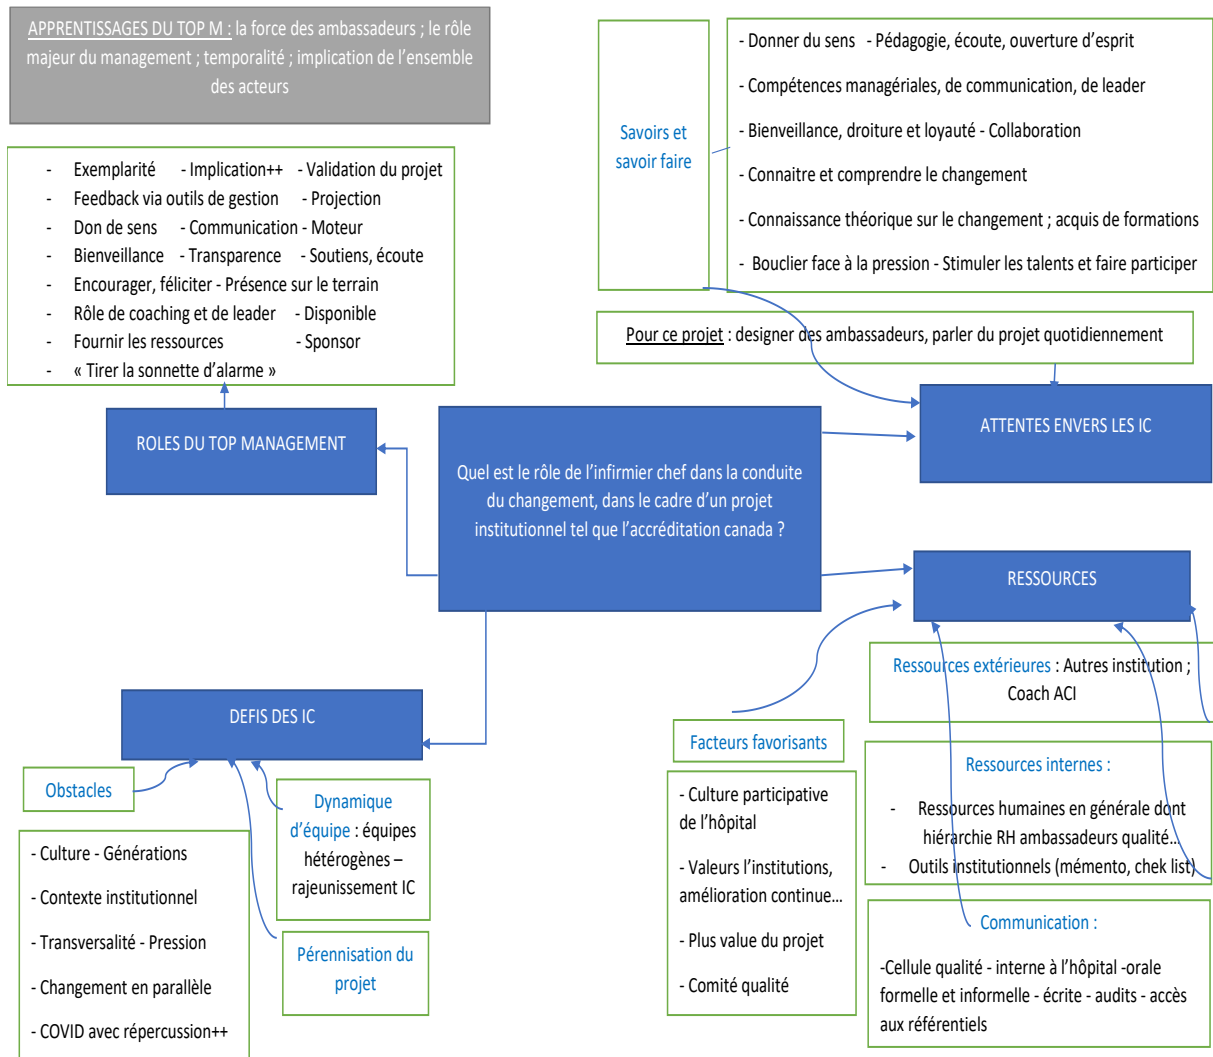 APPRENTISSAGES DU TOP M : la force des ambassadeurs ; le rôle
majeur du management ; temporalité ; implication de l'ensemble
des acteurs
- Exemplarité - Implication++ - Validation du projet
- Feedback via outils de gestion - Projection
- Don de sens - Communication - Moteur
- Bienveillance - Transparence - Soutiens, écoute
- Encourager, féliciter - Présence sur le terrain
- Rôle de coaching et de leader - Disponible
- Fournir les ressources - Sponsor
- « Tirer la sonnette d'alarme »
Savoirs et
savoir faire
- Donner du sens - Pédagogie, écoute, ouverture d'esprit
- Compétences managériales, de communication, de leader
- Bienveillance, droiture et loyauté - Collaboration
- Connaitre et comprendre le changement
- Connaissance théorique sur le changement ; acquis de formations
- Bouclier face à la pression - Stimuler les talents et faire participer
Pour ce projet : designer des ambassadeurs, parler du projet quotidiennement
ROLES DU TOP MANAGEMENT
Quel est le rôle de l'infirmier chef dans la conduite
du changement, dans le cadre d'un projet
institutionnel tel que l'accréditation canada ?
ATTENTES ENVERS LES IC
RESSOURCES
Ressources extérieures : Autres institution ;
Coach ACI
DEFIS DES IC
Facteurs favorisants
- Culture participative
de l'hôpital
- Valeurs l'institutions,
amélioration continue…
- Plus value du projet
- Comité qualité
Ressources internes :
- Ressources humaines en générale dont
hiérarchie RH ambassadeurs qualité…
- Outils institutionnels (mémento, chek list)
Communication :
-Cellule qualité - interne à l'hôpital -orale
formelle et informelle - écrite - audits - accès
aux référentiels
Obstacles
- Culture - Générations
- Contexte institutionnel
- Transversalité - Pression
- Changement en parallèle
- COVID avec répercussion++
Dynamique
d'équipe : équipes
hétérogènes –
rajeunissement IC
Pérennisation du
projet